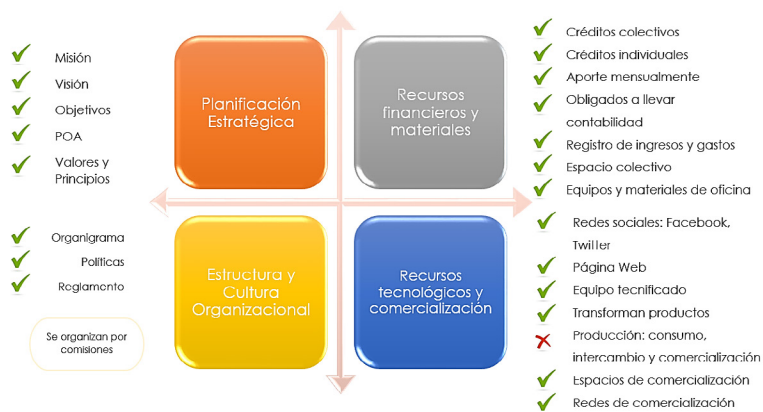 Misión
Visión
Objetivos
POA
Valores y
Principios
Planificación
Estratégica
Recursos
financieros y
materiales
Créditos colectivos
Créditos individuales
Aporte mensualmente
Obligados a llevar
contabilidad
Registro de ingresos y gastos
Espacio colectivo
Equipos y materiales de oficina
Organigrama
Políticas
Reglamento
Se organizan por
comisiones
Estructura y
Cultura
Organizacional
Recursos
tecnológicos y
comercialización
Redes sociales: Facebook,
Twiller
Página Web
Equipo tecnificado
Transforman productos
Producción: consumo,
intercambio y comercialización
Espacios de comercialización
Redes de comercialización